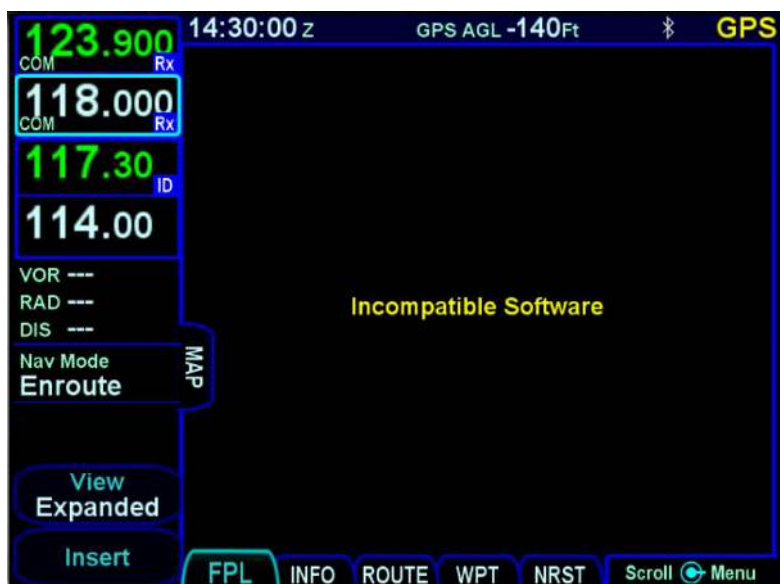 14:30:00 Z GPS AGL -140Ft GPS
123.900
COM Rx
118.000
COM Rx
117.30
ID
114.00
VOR ---
RAD ---
DIS ---
Nav Mode
Enroute
MAP
Incompatible Software
View
Expanded
Insert
FPL INFO ROUTE WPT NRST Scroll Menu